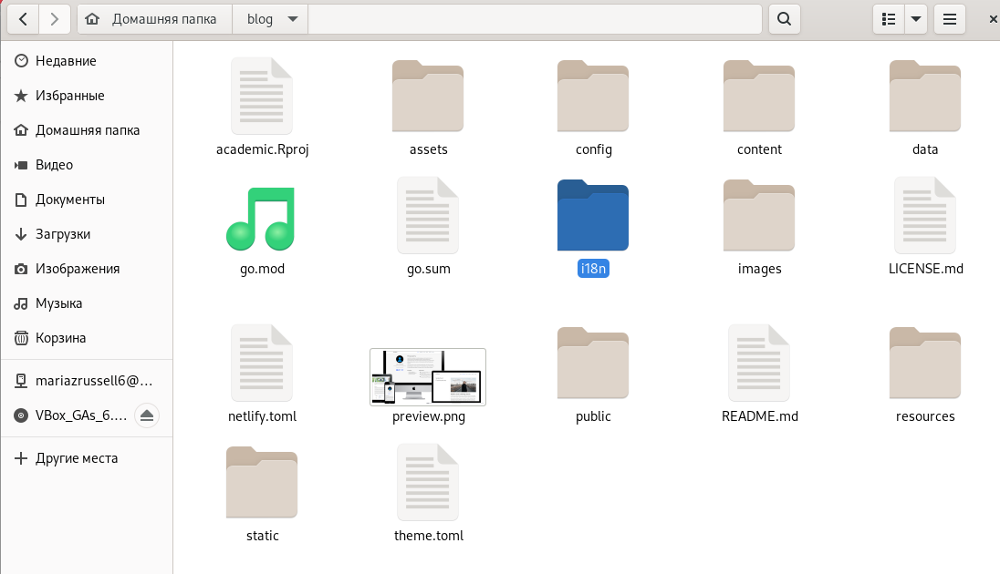 Домашняя папка
blog
Недавние
Избранные
Домашняя папка
Видео
Документы
Загрузки
Изображения
Музыка
Корзина
mariazrussell6@...
VBox_GAs_6....
Другие места
academic.Rproj
assets
config
content
data
go.mod
go.sum
i18n
images
LICENSE.md
netlify.toml
preview.png
public
README.md
resources
static
theme.toml